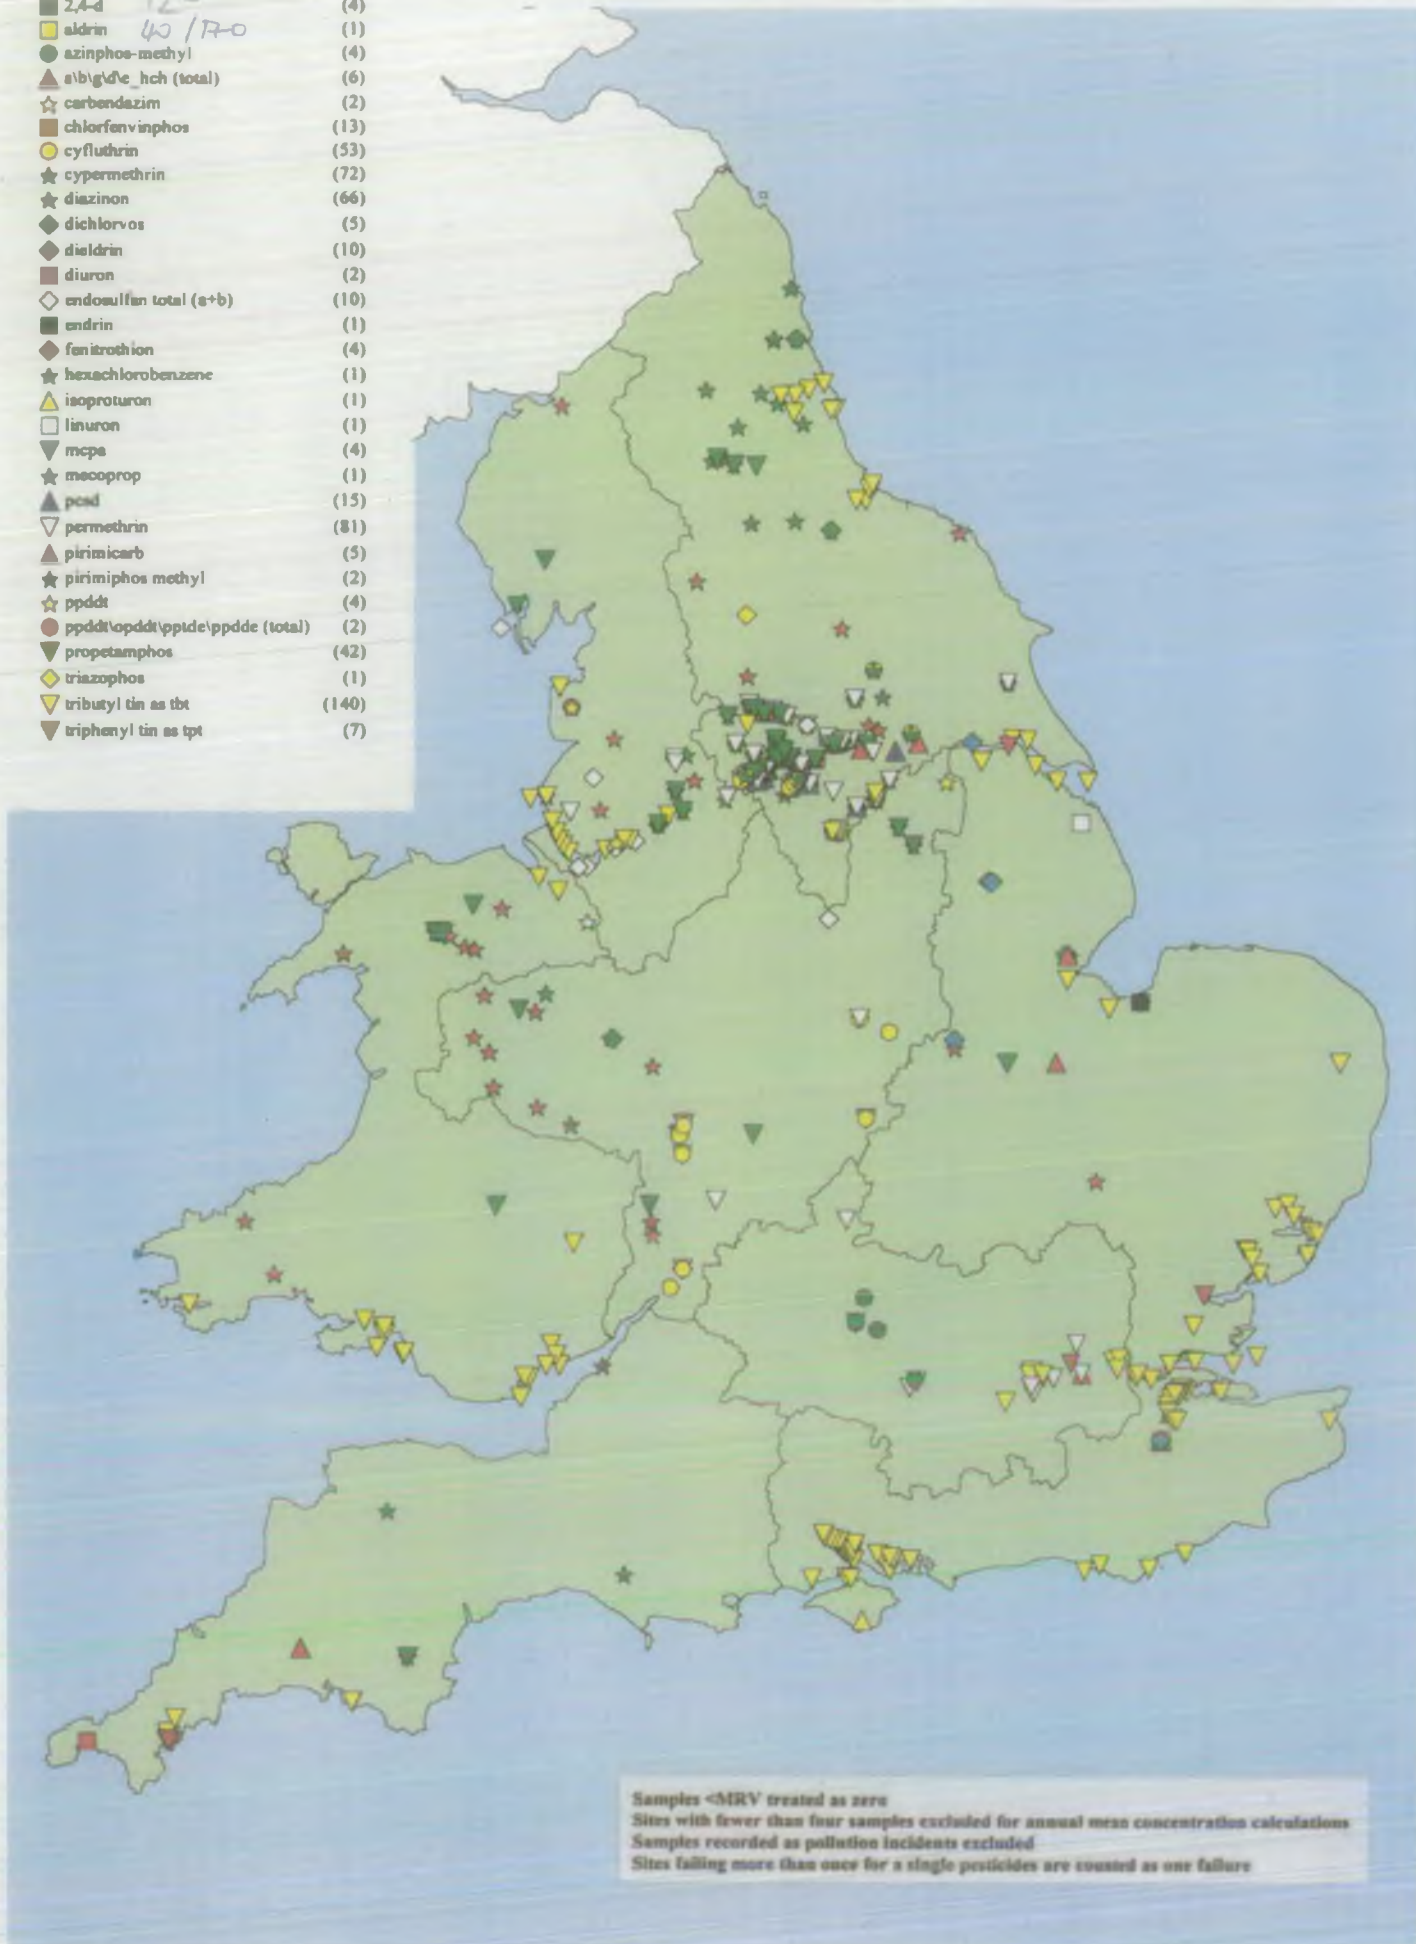 2,4-d (4)
aldrin 40/170 (1)
azinphos-methyl (4)
a\b\g\d\e_hch (total) (6)
carbendazim (2)
chlorfenvinphos (13)
cyfluthrin (53)
cypermethrin (72)
diazinon (66)
dichlorvos (5)
dieldrin (10)
diuron (2)
endosulfan total (a+b) (10)
endrin (1)
fenitrothion (4)
hexachlorobenzene (1)
isoproturon (1)
linuron (1)
mcpa (4)
mecoprop (1)
pcsd (15)
permethrin (81)
pirimicarb (5)
pirimiphos methyl (2)
ppddt (4)
ppddt\opddt\pptde\ppdde (total) (2)
propetamphos (42)
triazophos (1)
tributyl tin as tbt (140)
triphenyl tin as tpt (7)
Samples <MRV treated as zero
Sites with fewer than four samples excluded for annual mean concentration calculations
Samples recorded as pollution incidents excluded
Sites failing more than once for a single pesticides are counted as one failure